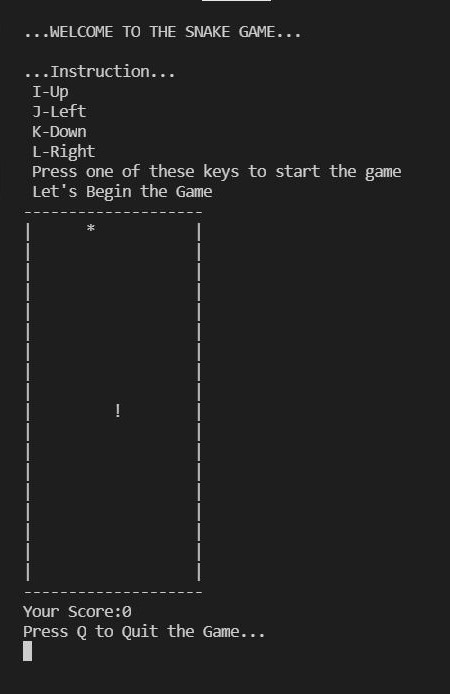 ...WELCOME TO THE SNAKE GAME...
...Instruction...
I-Up
J-Left
K-Down
L-Right
Press one of these keys to start the game
Let's Begin the Game
--------------------
|      *           |
|                  |
|                  |
|                  |
|                  |
|                  |
|                  |
|                  |
|                  |
|         !        |
|                  |
|                  |
|                  |
|                  |
|                  |
|                  |
|                  |
|                  |
--------------------
Your Score:0
Press Q to Quit the Game...